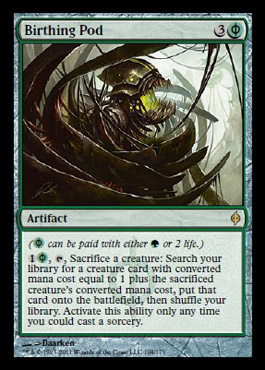 Birthing Pod 3
Artifact
( can be paid with either or 2 life.)
1 , , Sacrifice a creature: Search your
library for a creature card with converted
mana cost equal to 1 plus the sacrificed
creature's converted mana cost, put that
card onto the battlefield, then shuffle your
library. Activate this ability only any time
you could cast a sorcery.
Daarken